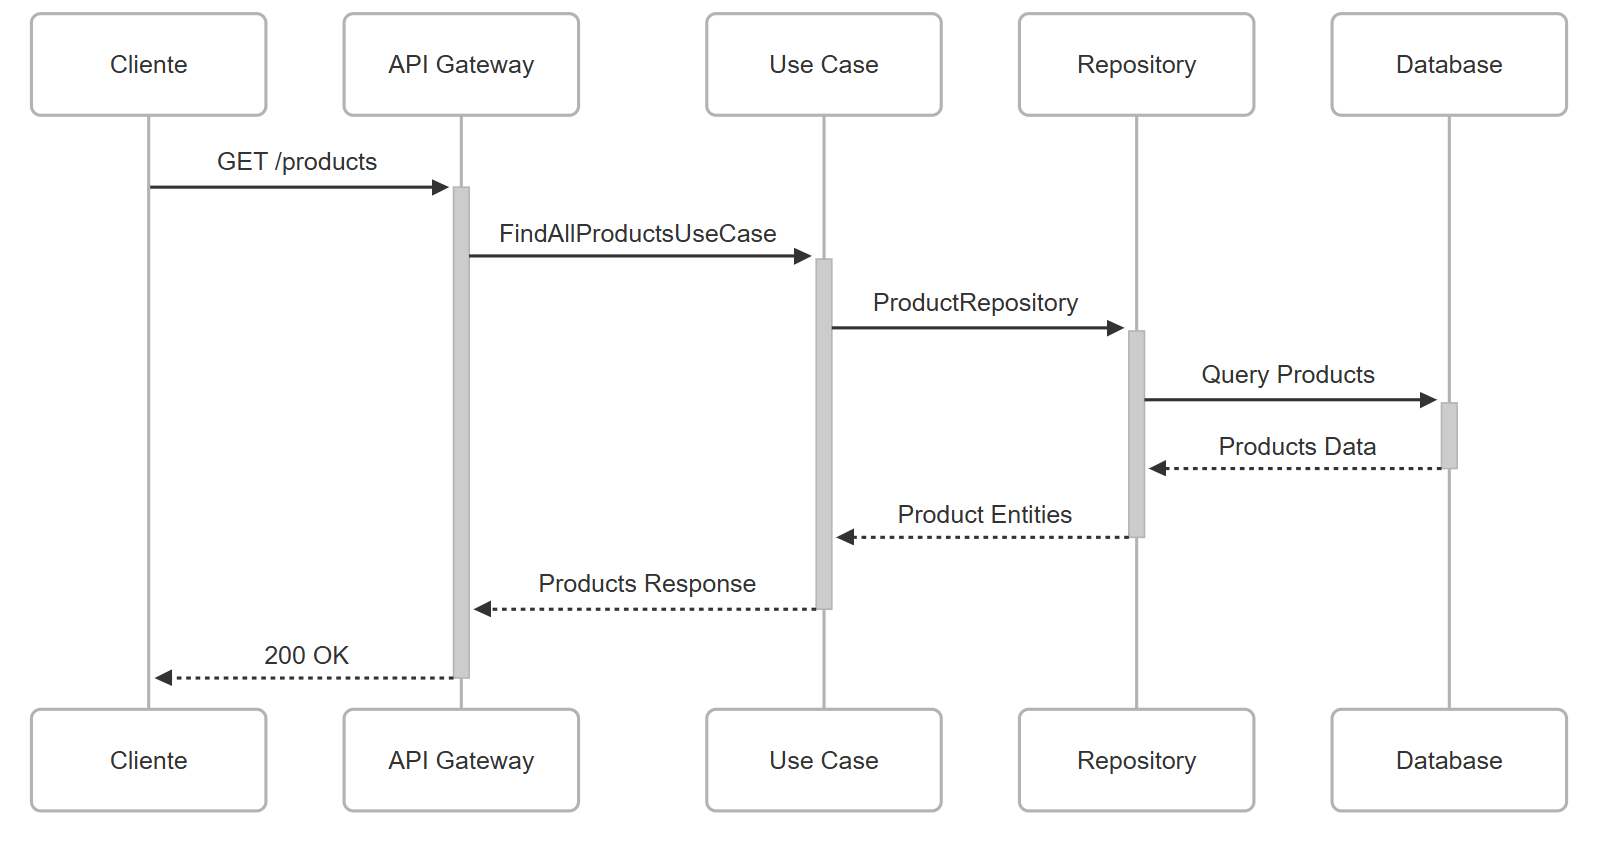 Cliente
API Gateway
Use Case
Repository
Database
GET /products
FindAllProductsUseCase
ProductRepository
Query Products
Products Data
Product Entities
Products Response
200 OK
Cliente
API Gateway
Use Case
Repository
Database